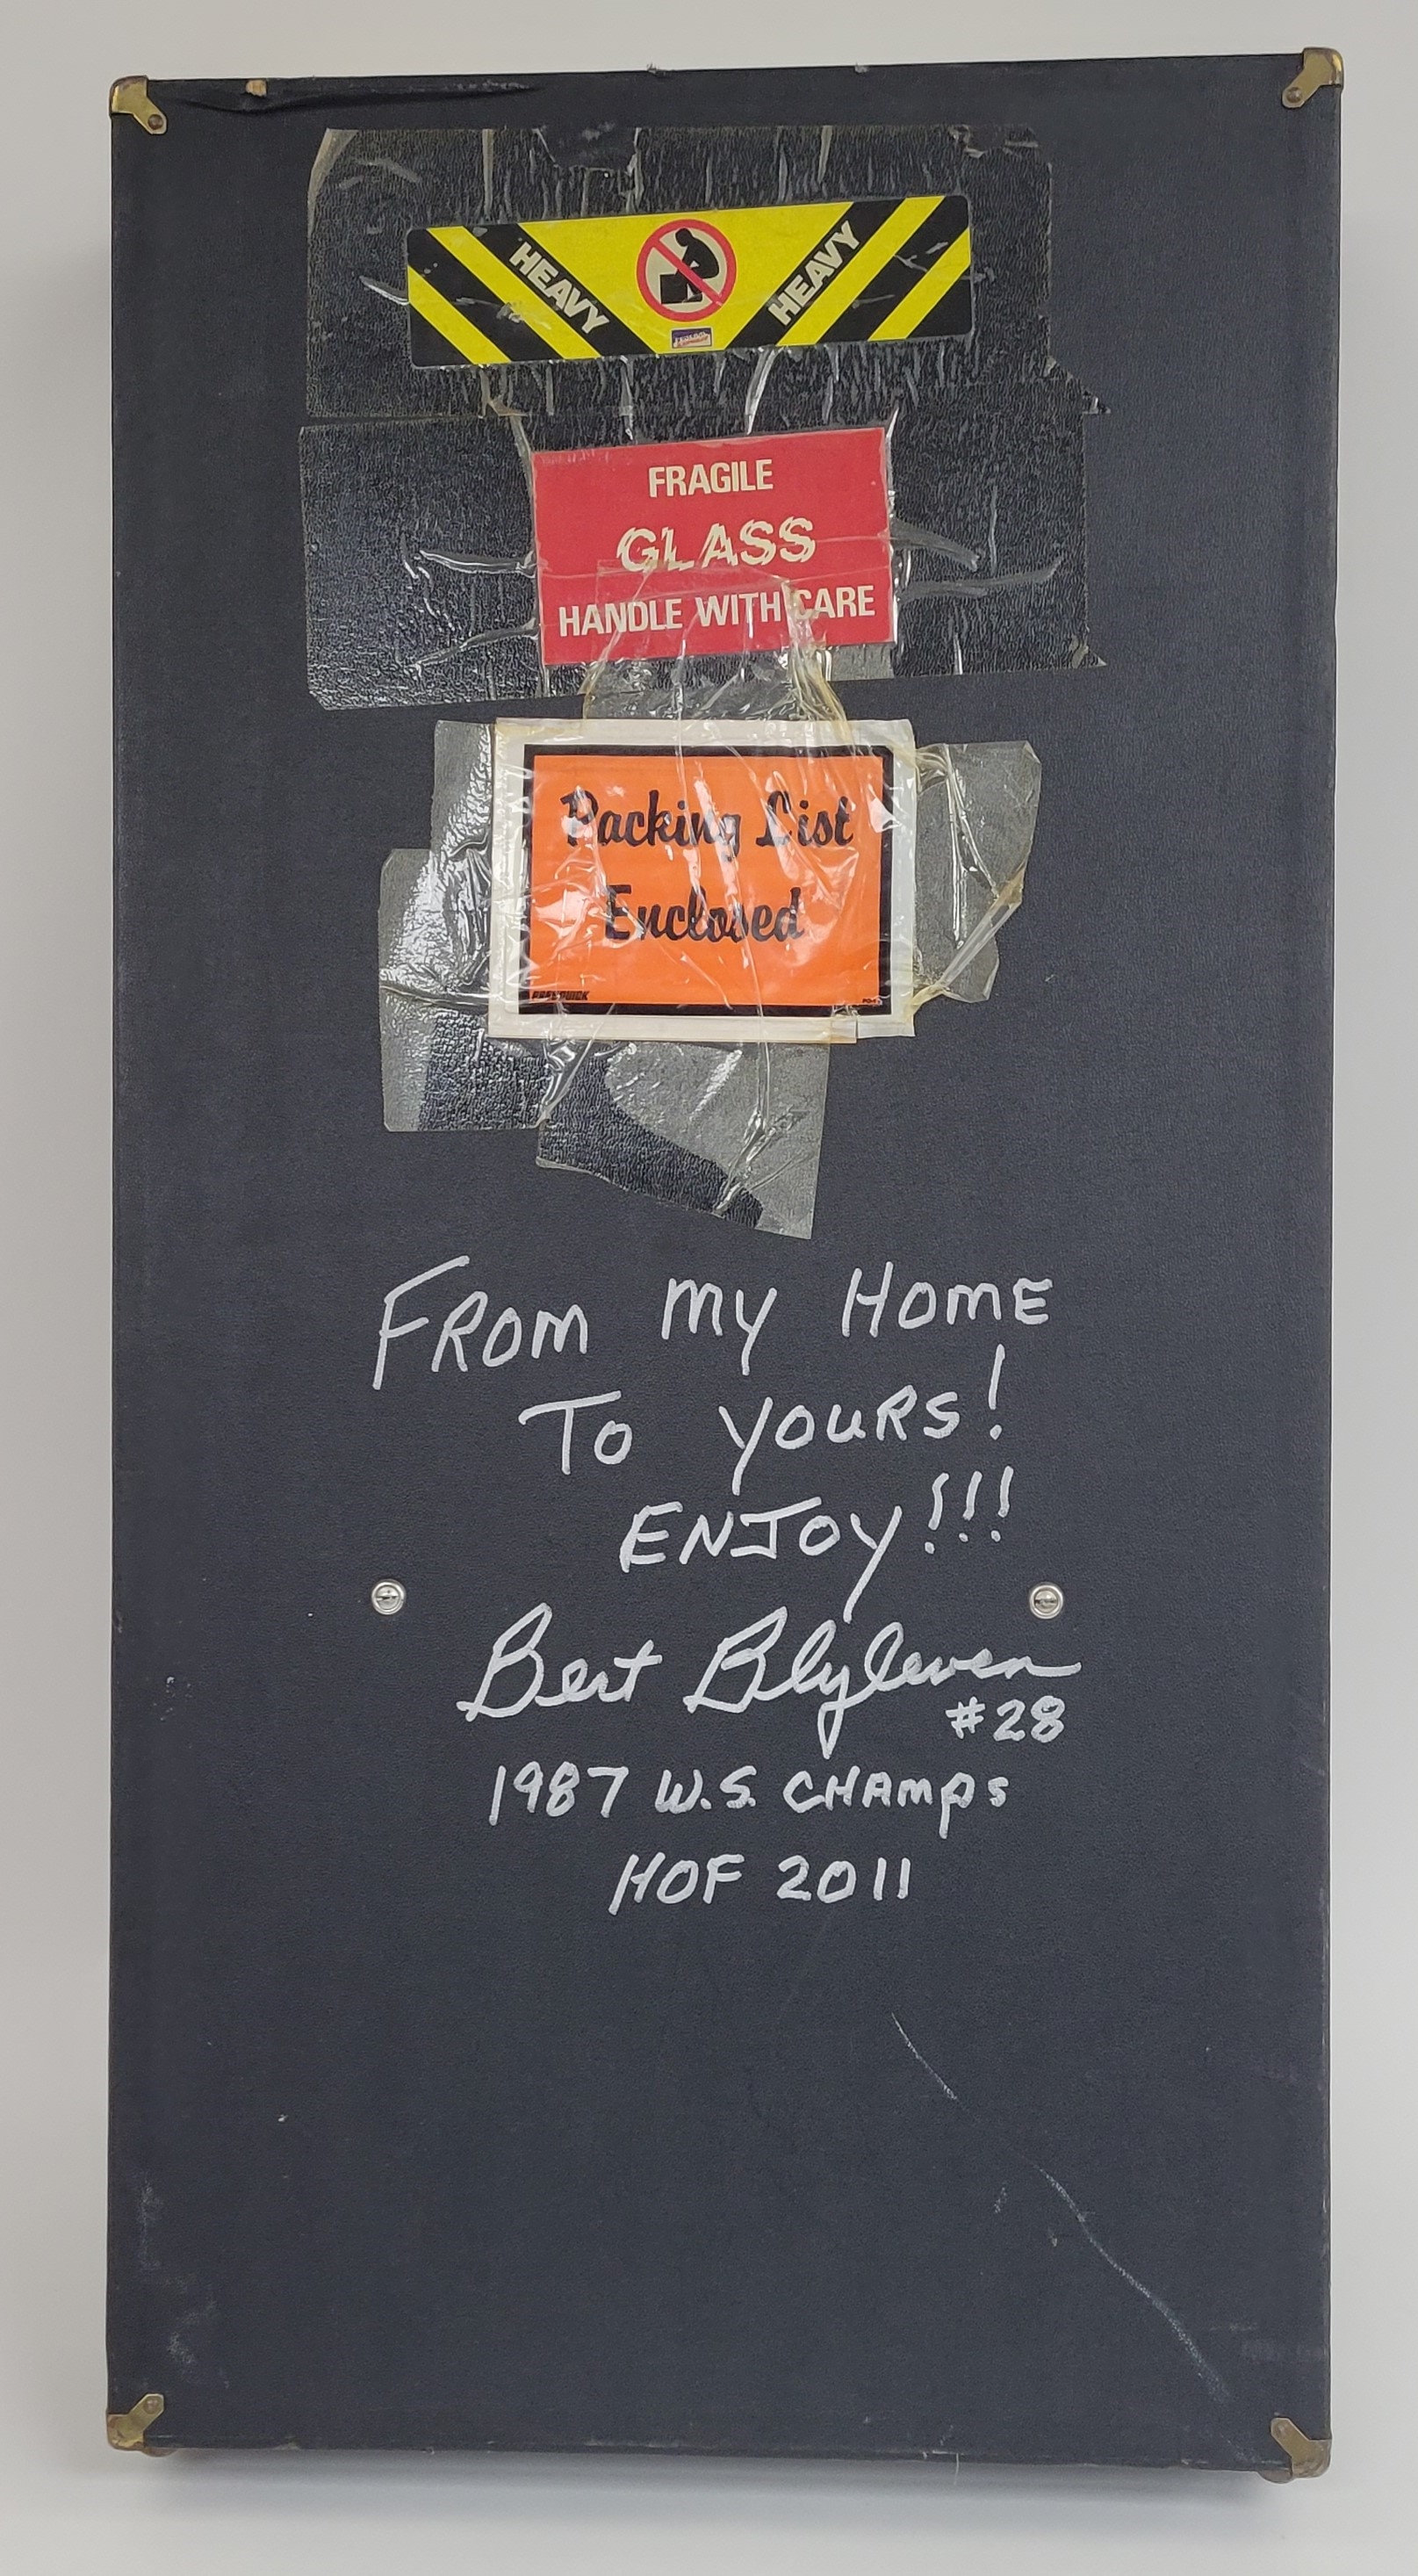 HEAVY
HEAVY
FRAGILE
GLASS
HANDLE WITH CARE
Packing List
Enclosed
FROM MY HOME
TO YOURS!
ENJOY!!!
Bert Blyleven
#28
1987 W.S. CHAMPS
HOF 2011